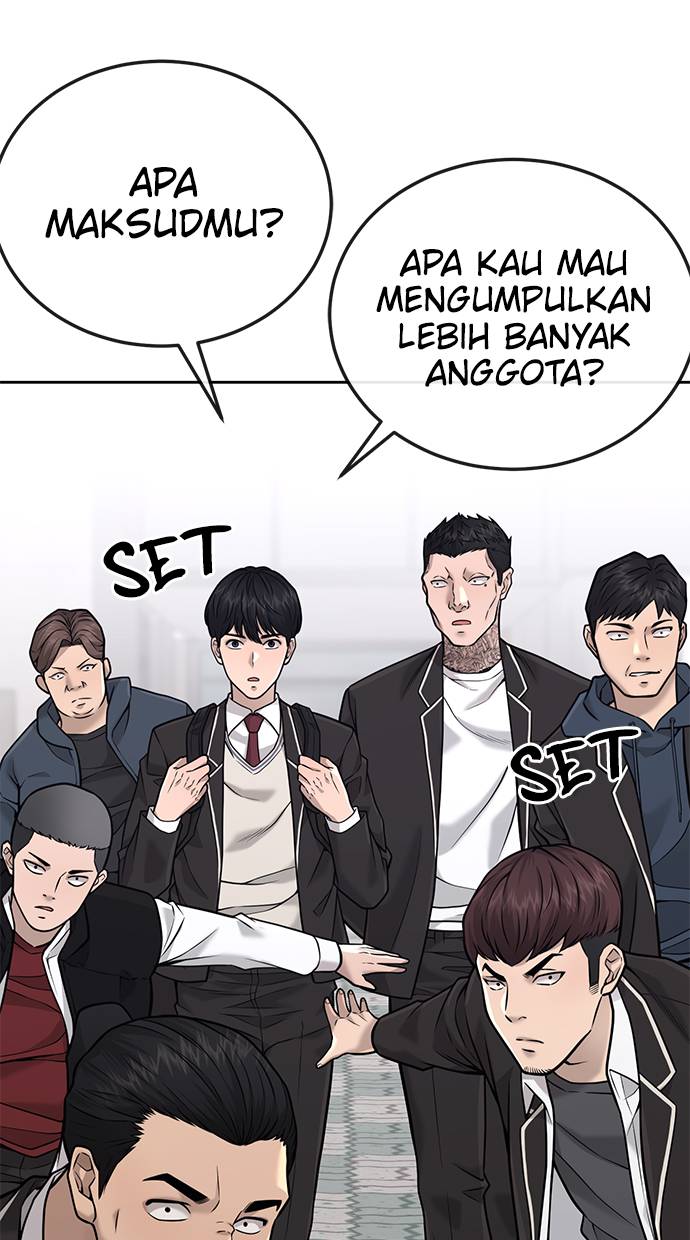 APA
MAKSUDMU?
APA KAU MAU
MENGUMPULKAN
LEBIH BANYAK
ANGGOTA?
SET
SET